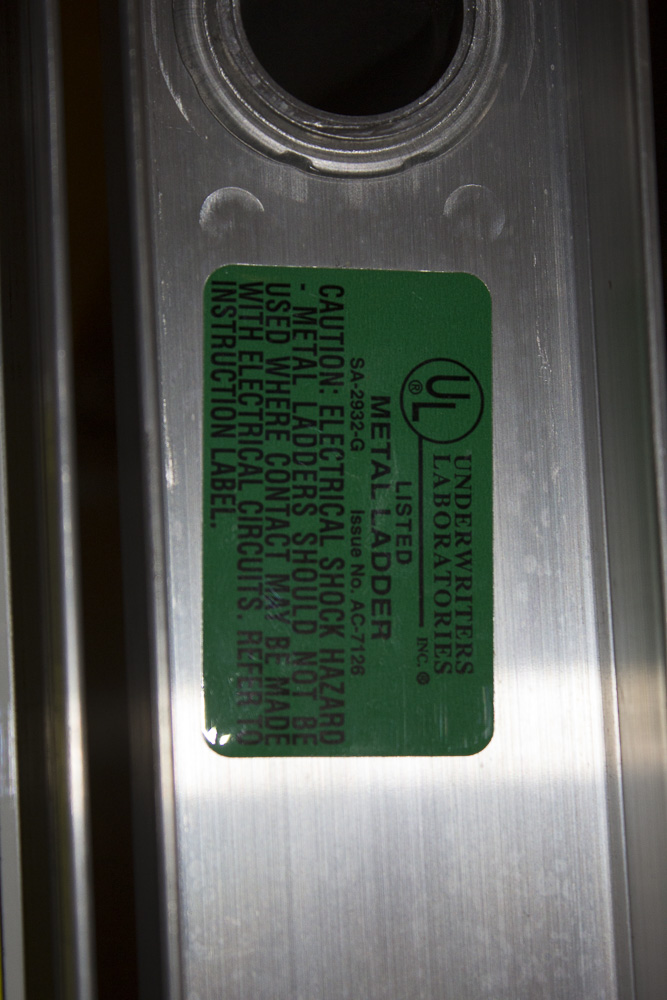 UL ®
UNDERWRITERS
LABORATORIES INC. ®
LISTED
METAL LADDER
SA-2932-G Issue No. AC-7126
CAUTION: ELECTRICAL SHOCK HAZARD
- METAL LADDERS SHOULD NOT BE
USED WHERE CONTACT MAY BE MADE
WITH ELECTRICAL CIRCUITS. REFER TO
INSTRUCTION LABEL.